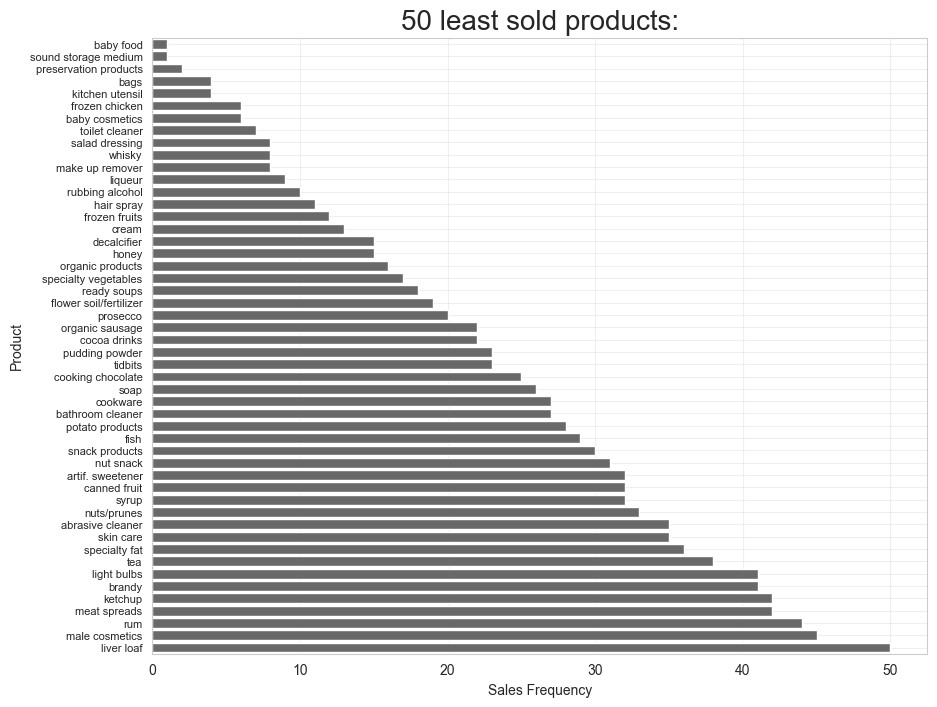 50 least sold products:
baby food
sound storage medium
preservation products
bags
kitchen utensil
frozen chicken
baby cosmetics
toilet cleaner
salad dressing
whisky
make up remover
liqueur
rubbing alcohol
hair spray
frozen fruits
cream
decalcifier
honey
organic products
specialty vegetables
ready soups
flower soil/fertilizer
prosecco
organic sausage
cocoa drinks
pudding powder
tidbits
cooking chocolate
soap
cookware
bathroom cleaner
potato products
fish
snack products
nut snack
artif. sweetener
canned fruit
syrup
nuts/prunes
abrasive cleaner
skin care
specialty fat
tea
light bulbs
brandy
ketchup
meat spreads
rum
male cosmetics
liver loaf
Product
0 10 20 30 40 50
Sales Frequency